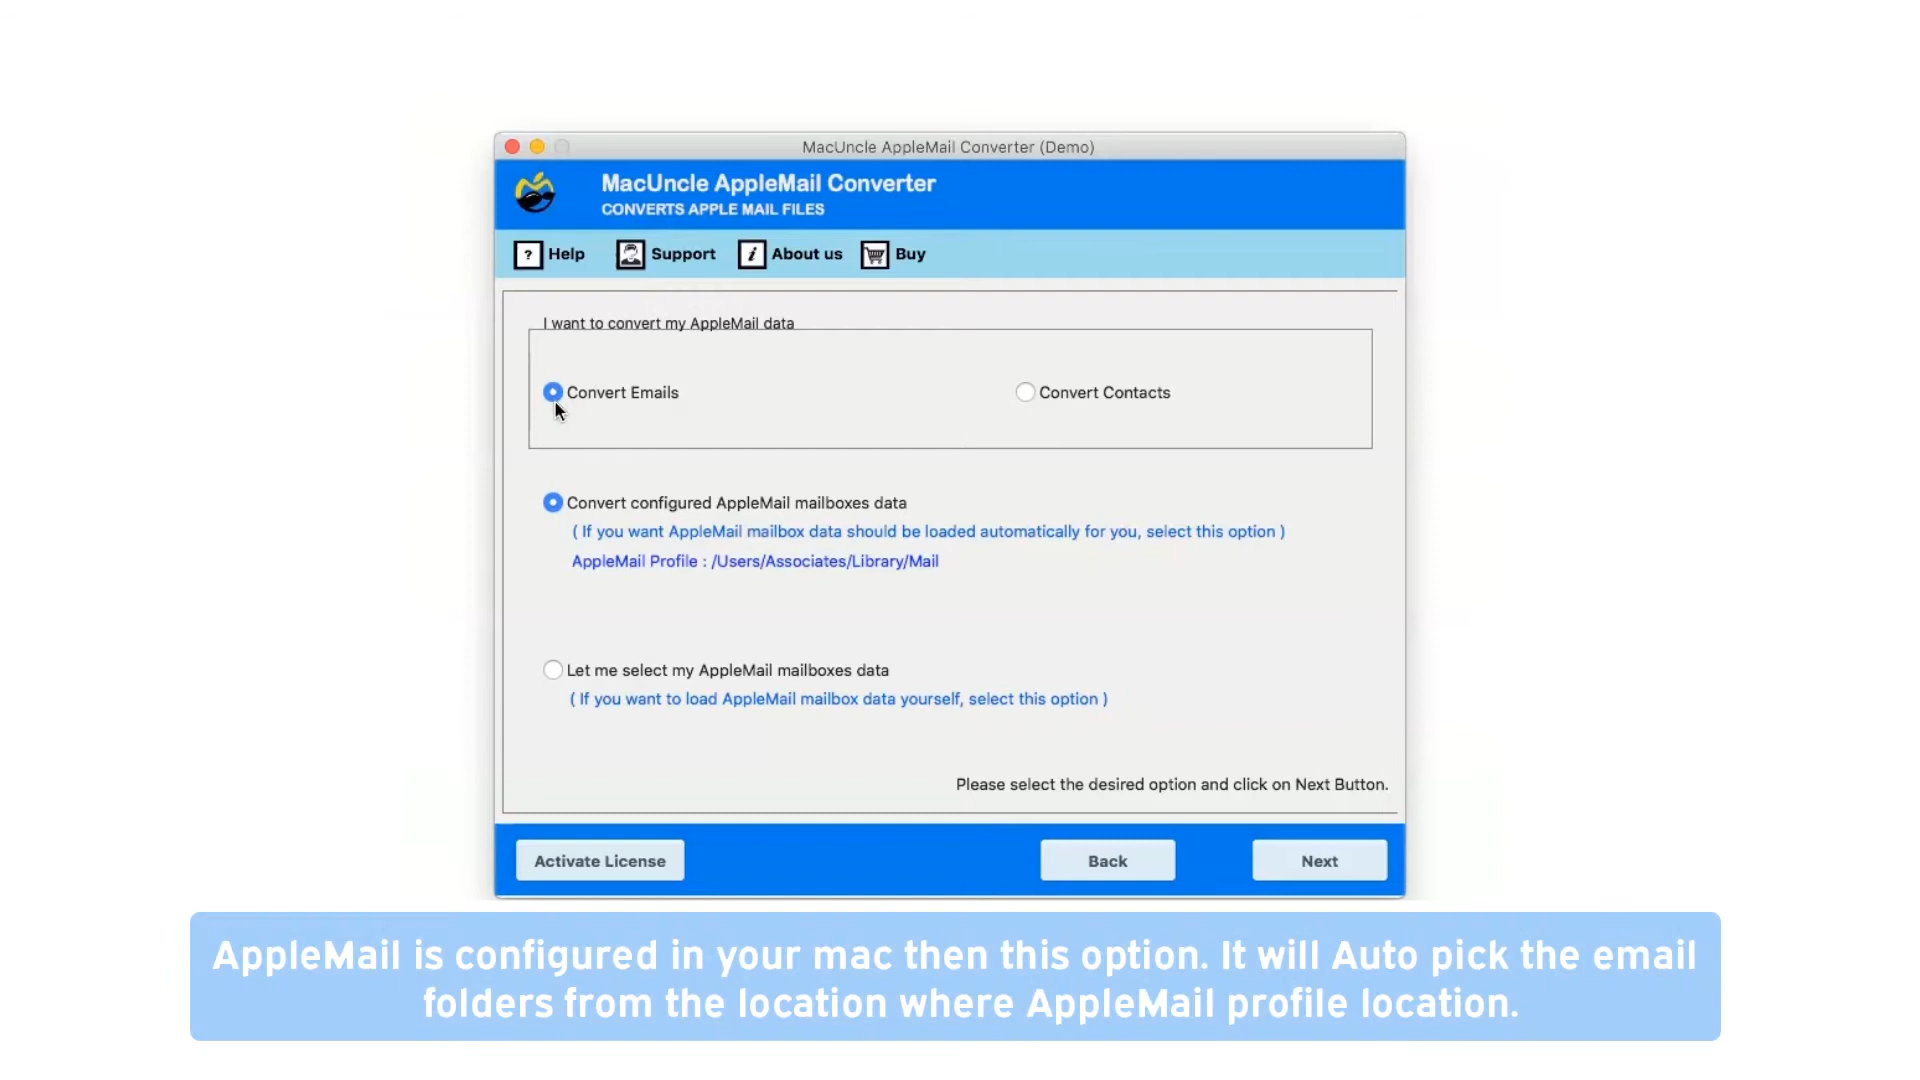 MacUncle AppleMail Converter (Demo)
MacUncle AppleMail Converter
CONVERTS APPLE MAIL FILES
? Help
Support
i About us
Buy
I want to convert my AppleMail data
Convert Emails
Convert Contacts
Convert configured AppleMail mailboxes data
( If you want AppleMail mailbox data should be loaded automatically for you, select this option )
AppleMail Profile : /Users/Associates/Library/Mail
Let me select my AppleMail mailboxes data
( If you want to load AppleMail mailbox data yourself, select this option )
Please select the desired option and click on Next Button.
Activate License
Back
Next
AppleMail is configured in your mac then this option. It will Auto pick the email
folders from the location where AppleMail profile location.